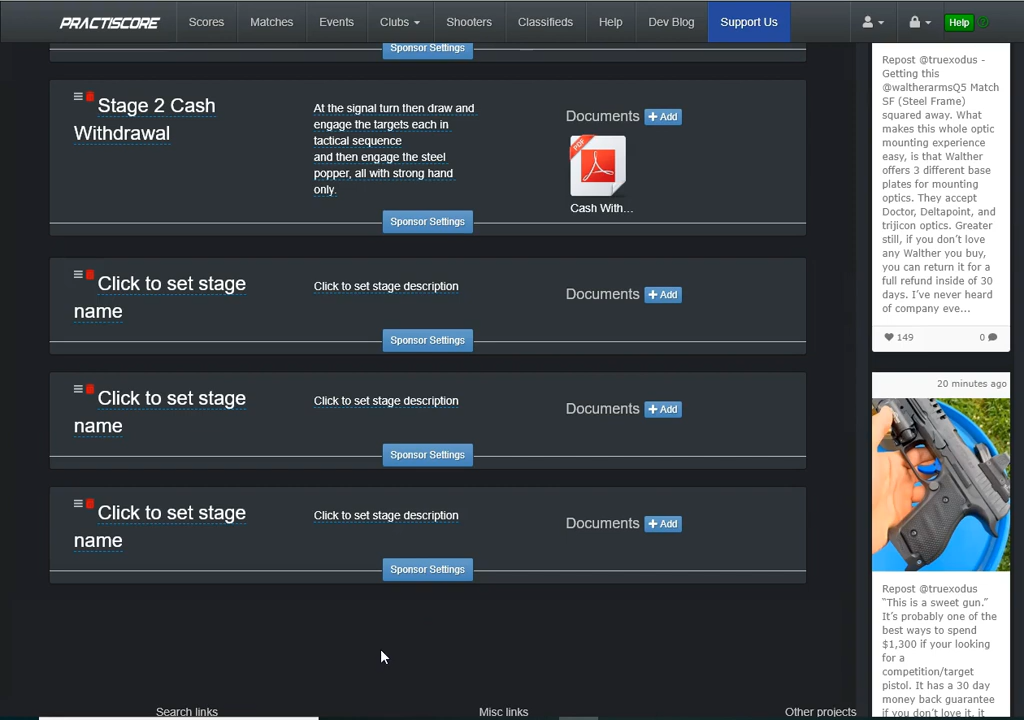 PRACTISCORE
Scores
Matches
Events
Clubs
Shooters
Classifieds
Help
Dev Blog
Support Us
Help
Sponsor Settings
Stage 2 Cash
Withdrawal
At the signal turn then draw and
engage the targets each in
tactical sequence
and then engage the steel
popper, all with strong hand
only.
Documents
+ Add
PDF
Cash With...
Sponsor Settings
Click to set stage
name
Click to set stage description
Documents
+ Add
Sponsor Settings
Click to set stage
name
Click to set stage description
Documents
+ Add
Sponsor Settings
Click to set stage
name
Click to set stage description
Documents
+ Add
Sponsor Settings
Search links
Misc links
Other projects
Repost @truexodus -
Getting this
@waltherarmsQ5 Match
SF (Steel Frame)
squared away. What
makes this whole optic
mounting experience
easy, is that Walther
offers 3 different base
plates for mounting
optics. They accept
Doctor, Deltapoint, and
trijicon optics. Greater
still, if you don't love
any Walther you buy,
you can return it for a
full refund inside of 30
days. I've never heard
of company eve...
149
0
20 minutes ago
Repost @truexodus
"This is a sweet gun."
It's probably one of the
best ways to spend
$1,300 if your looking
for a
competition/target
pistol. It has a 30 day
money back guarantee
if you don't love it, it